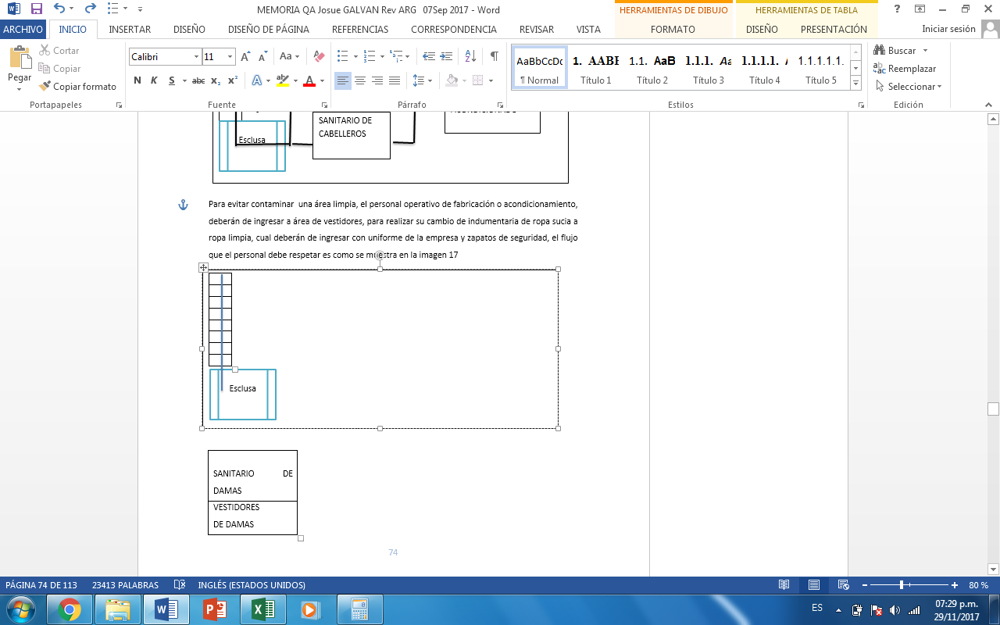 MEMORIA QA Josue GALVAN Rev ARG   07Sep 2017 - Word
HERRAMIENTAS DE DIBUJO
HERRAMIENTAS DE TABLA
ARCHIVO INICIO INSERTAR DISEÑO DISEÑO DE PÁGINA REFERENCIAS CORRESPONDENCIA REVISAR VISTA FORMATO DISEÑO PRESENTACIÓN Iniciar sesión
Pegar
Cortar
Copiar
Copiar formato
Portapapeles
Calibri 11
N K S abc x₂ x²
Fuente
Párrafo
AaBbCcDc
¶ Normal
1. AABB
Título 1
1.1. AaB
Título 2
1.1.1. Aa
Título 3
1.1.1.1. A
Título 4
1.1.1.1.1.
Título 5
Estilos
Buscar
Reemplazar
Seleccionar
Edición
SANITARIO DE
CABELLEROS
Esclusa
Para evitar contaminar  una área limpia, el personal operativo de fabricación o acondicionamiento,
deberán de ingresar a área de vestidores, para realizar su cambio de indumentaria de ropa sucia a
ropa limpia, cual deberán de ingresar con uniforme de la empresa y zapatos de seguridad, el flujo
que el personal debe respetar es como se muestra en la imagen 17
Esclusa
SANITARIO DE
DAMAS
VESTIDORES
DE DAMAS
74
PÁGINA 74 DE 113 23413 PALABRAS INGLÉS (ESTADOS UNIDOS) 80 %
ES
07:29 p.m.
29/11/2017